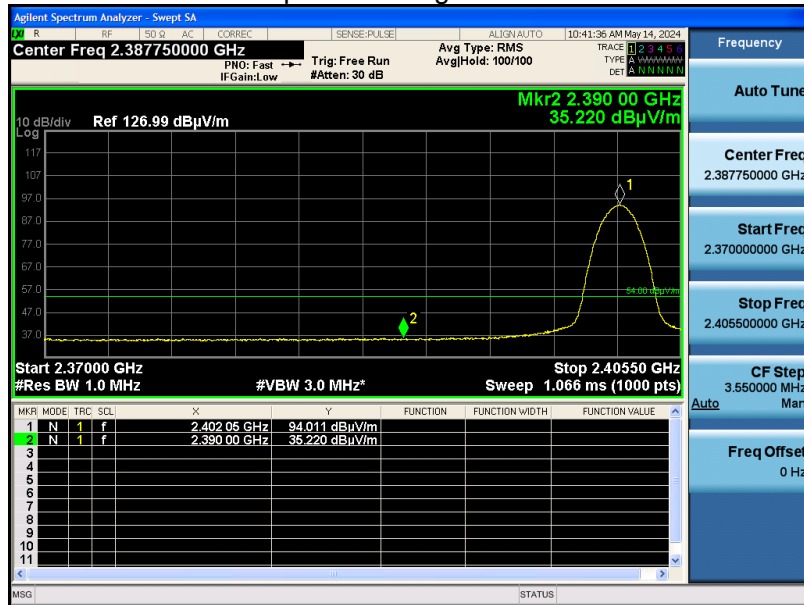 Agilent Spectrum Analyzer - Swept SA
LXI R RF 50 Ω AC CORREC SENSE:PULSE ALIGN AUTO 10:41:36 AM May 14, 2024
Center Freq 2.387750000 GHz Avg Type: RMS TRACE 1 2 3 4 5 6
PNO: Fast Trig: Free Run Avg|Hold: 100/100 TYPE A WWWWW
IFGain:Low #Atten: 30 dB DET A N N N N N
Frequency
Auto Tune
Center Freq
2.387750000 GHz
Start Freq
2.370000000 GHz
Stop Freq
2.405500000 GHz
CF Step
3.550000 MHz
Auto Man
Freq Offset
0 Hz
Mkr2 2.390 00 GHz
10 dB/div Ref 126.99 dBµV/m 35.220 dBµV/m
Log
117
107
97.0
87.0
77.0
67.0
57.0
47.0
37.0
1
54.00 dBµV/m
2
Start 2.37000 GHz Stop 2.40550 GHz
#Res BW 1.0 MHz #VBW 3.0 MHz* Sweep 1.066 ms (1000 pts)
MKR MODE TRC SCL X Y FUNCTION FUNCTION WIDTH FUNCTION VALUE
1 N 1 f 2.402 05 GHz 94.011 dBµV/m
2 N 1 f 2.390 00 GHz 35.220 dBµV/m
3
4
5
6
7
8
9
10
11
MSG STATUS